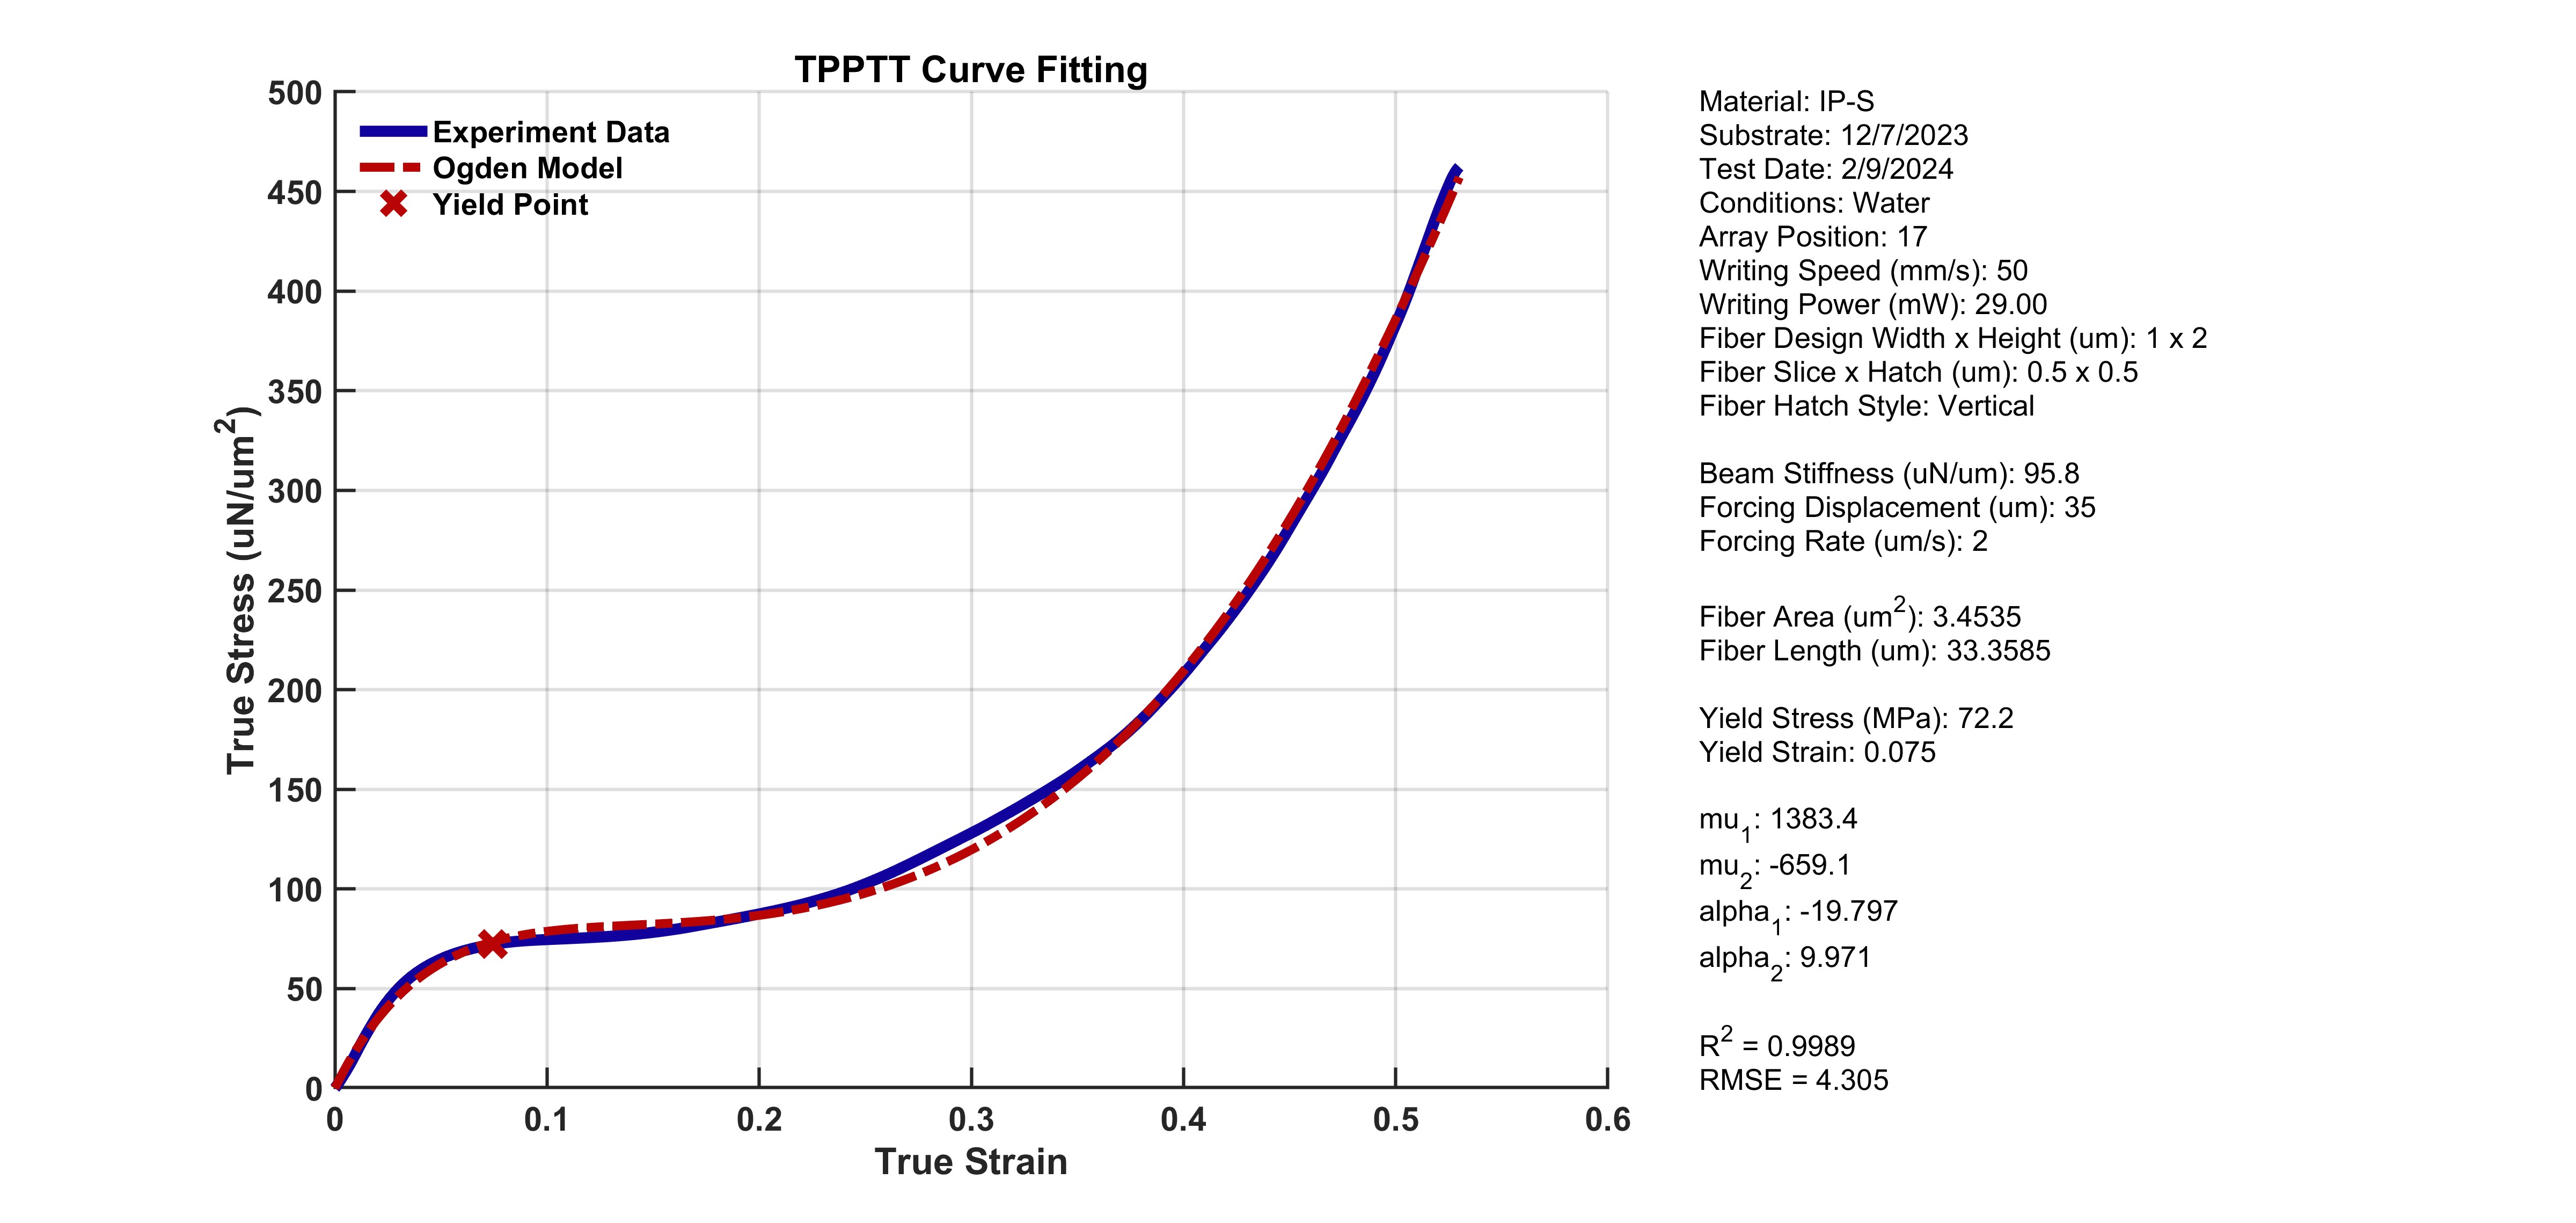 TPPTT Curve Fitting
500
450
400
350
300
250
200
150
100
50
0
True Stress (uN/um²)
Experiment Data
Ogden Model
Yield Point
0 0.1 0.2 0.3 0.4 0.5 0.6
True Strain
Material: IP-S
Substrate: 12/7/2023
Test Date: 2/9/2024
Conditions: Water
Array Position: 17
Writing Speed (mm/s): 50
Writing Power (mW): 29.00
Fiber Design Width x Height (um): 1 x 2
Fiber Slice x Hatch (um): 0.5 x 0.5
Fiber Hatch Style: Vertical
Beam Stiffness (uN/um): 95.8
Forcing Displacement (um): 35
Forcing Rate (um/s): 2
Fiber Area (um²): 3.4535
Fiber Length (um): 33.3585
Yield Stress (MPa): 72.2
Yield Strain: 0.075
mu₁: 1383.4
mu₂: -659.1
alpha₁: -19.797
alpha₂: 9.971
R² = 0.9989
RMSE = 4.305